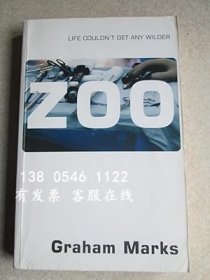 LIFE COULDN'T GET ANY WILDER
ZOO
138 0546 1122
有发票 客服在线
Graham Marks